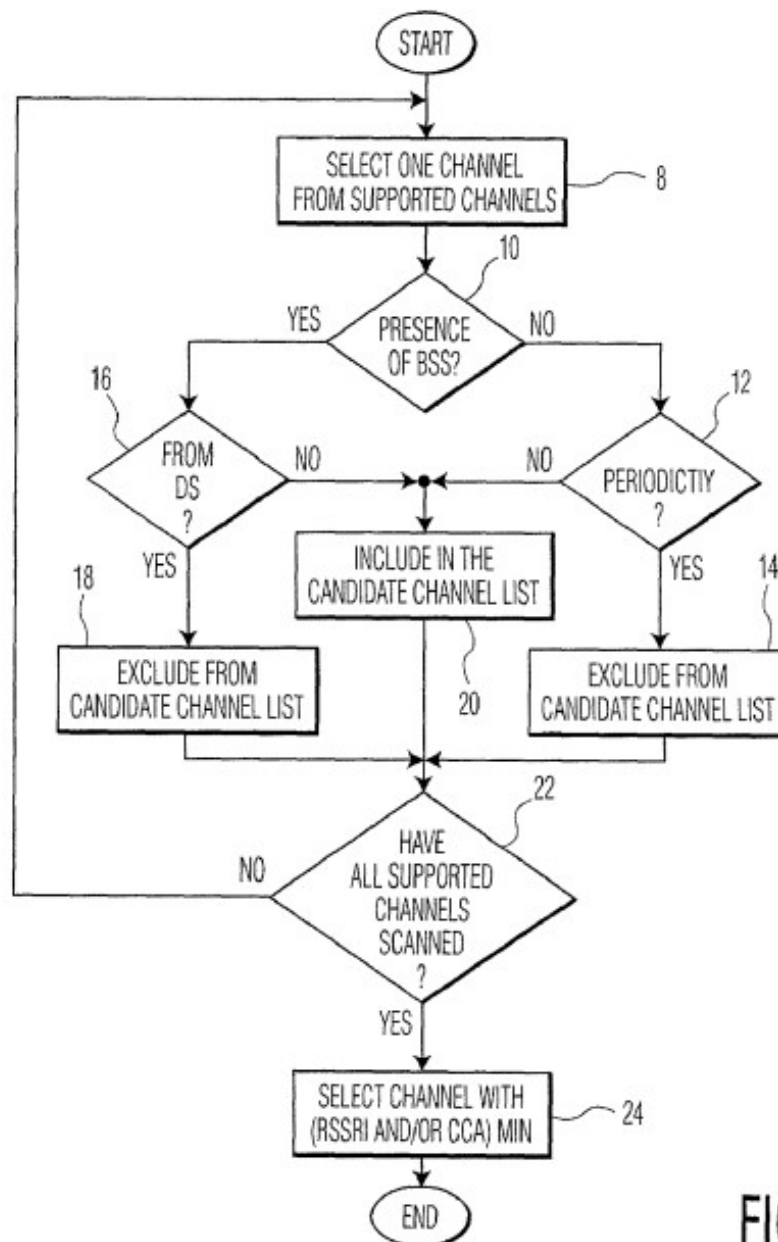 START
SELECT ONE CHANNEL
FROM SUPPORTED CHANNELS
8
10
YES
PRESENCE
OF BSS?
NO
16
FROM
DS
?
NO
12
NO
PERIODICTIY
?
YES
INCLUDE IN THE
CANDIDATE CHANNEL LIST
YES
18
EXCLUDE FROM
CANDIDATE CHANNEL LIST
20
14
EXCLUDE FROM
CANDIDATE CHANNEL LIST
22
NO
HAVE
ALL SUPPORTED
CHANNELS
SCANNED
?
YES
SELECT CHANNEL WITH
(RSSRI AND/OR CCA) MIN
24
END